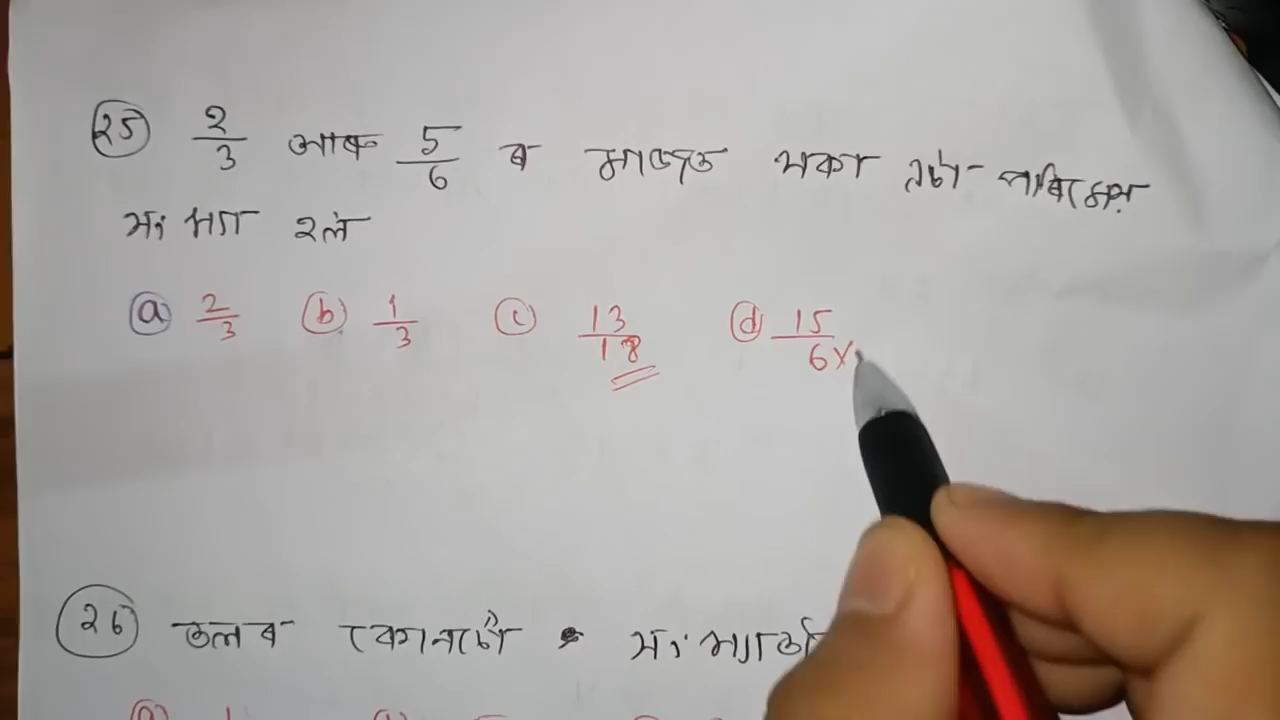 25 2/3 আৰু 5/6 ৰ মাজত থকা এটা পৰিমেয়
সংখ্যা হ'ল
a 2/3 b 1/3 c 13/18 d 15/6x
26 তলৰ কোনটো সংখ্যাই